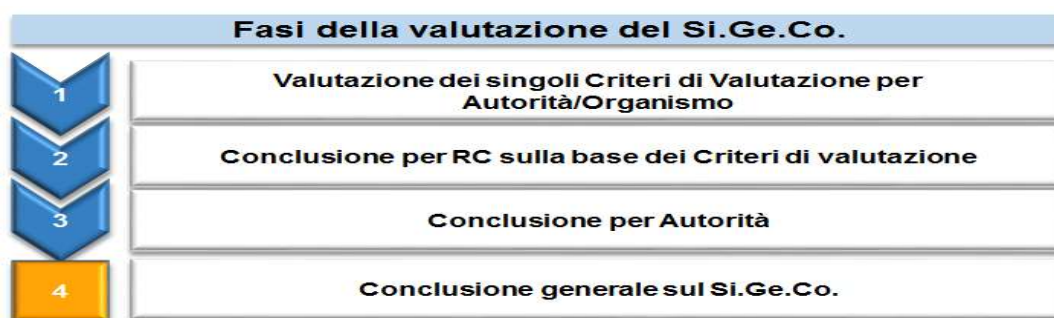 Fasi della valutazione del Si.Ge.Co.
1
Valutazione dei singoli Criteri di Valutazione per
Autorità/Organismo
2
Conclusione per RC sulla base dei Criteri di valutazione
3
Conclusione per Autorità
4
Conclusione generale sul Si.Ge.Co.